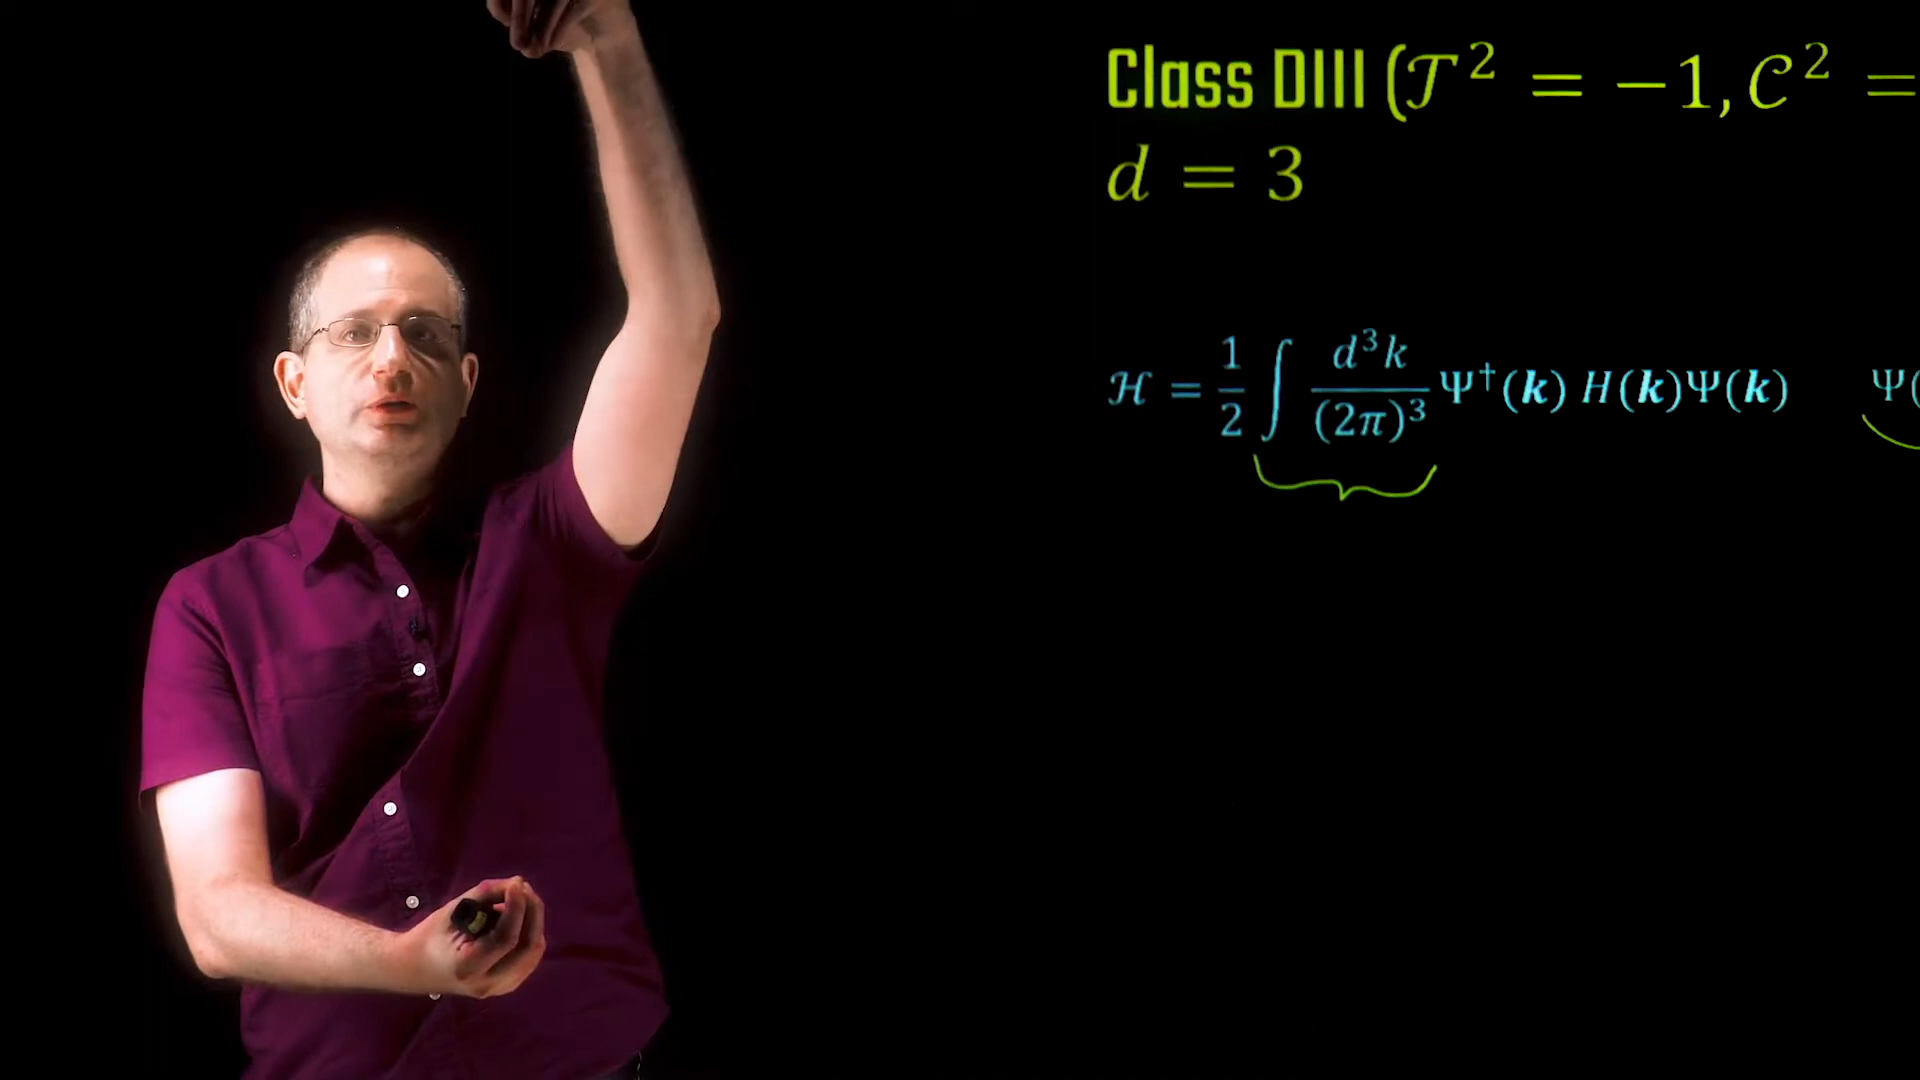 Class DIII (𝒯² = −1, 𝒞² =
d = 3
ℋ = 1/2 ∫ d³k/(2π)³ Ψ†(k) H(k)Ψ(k) Ψ(